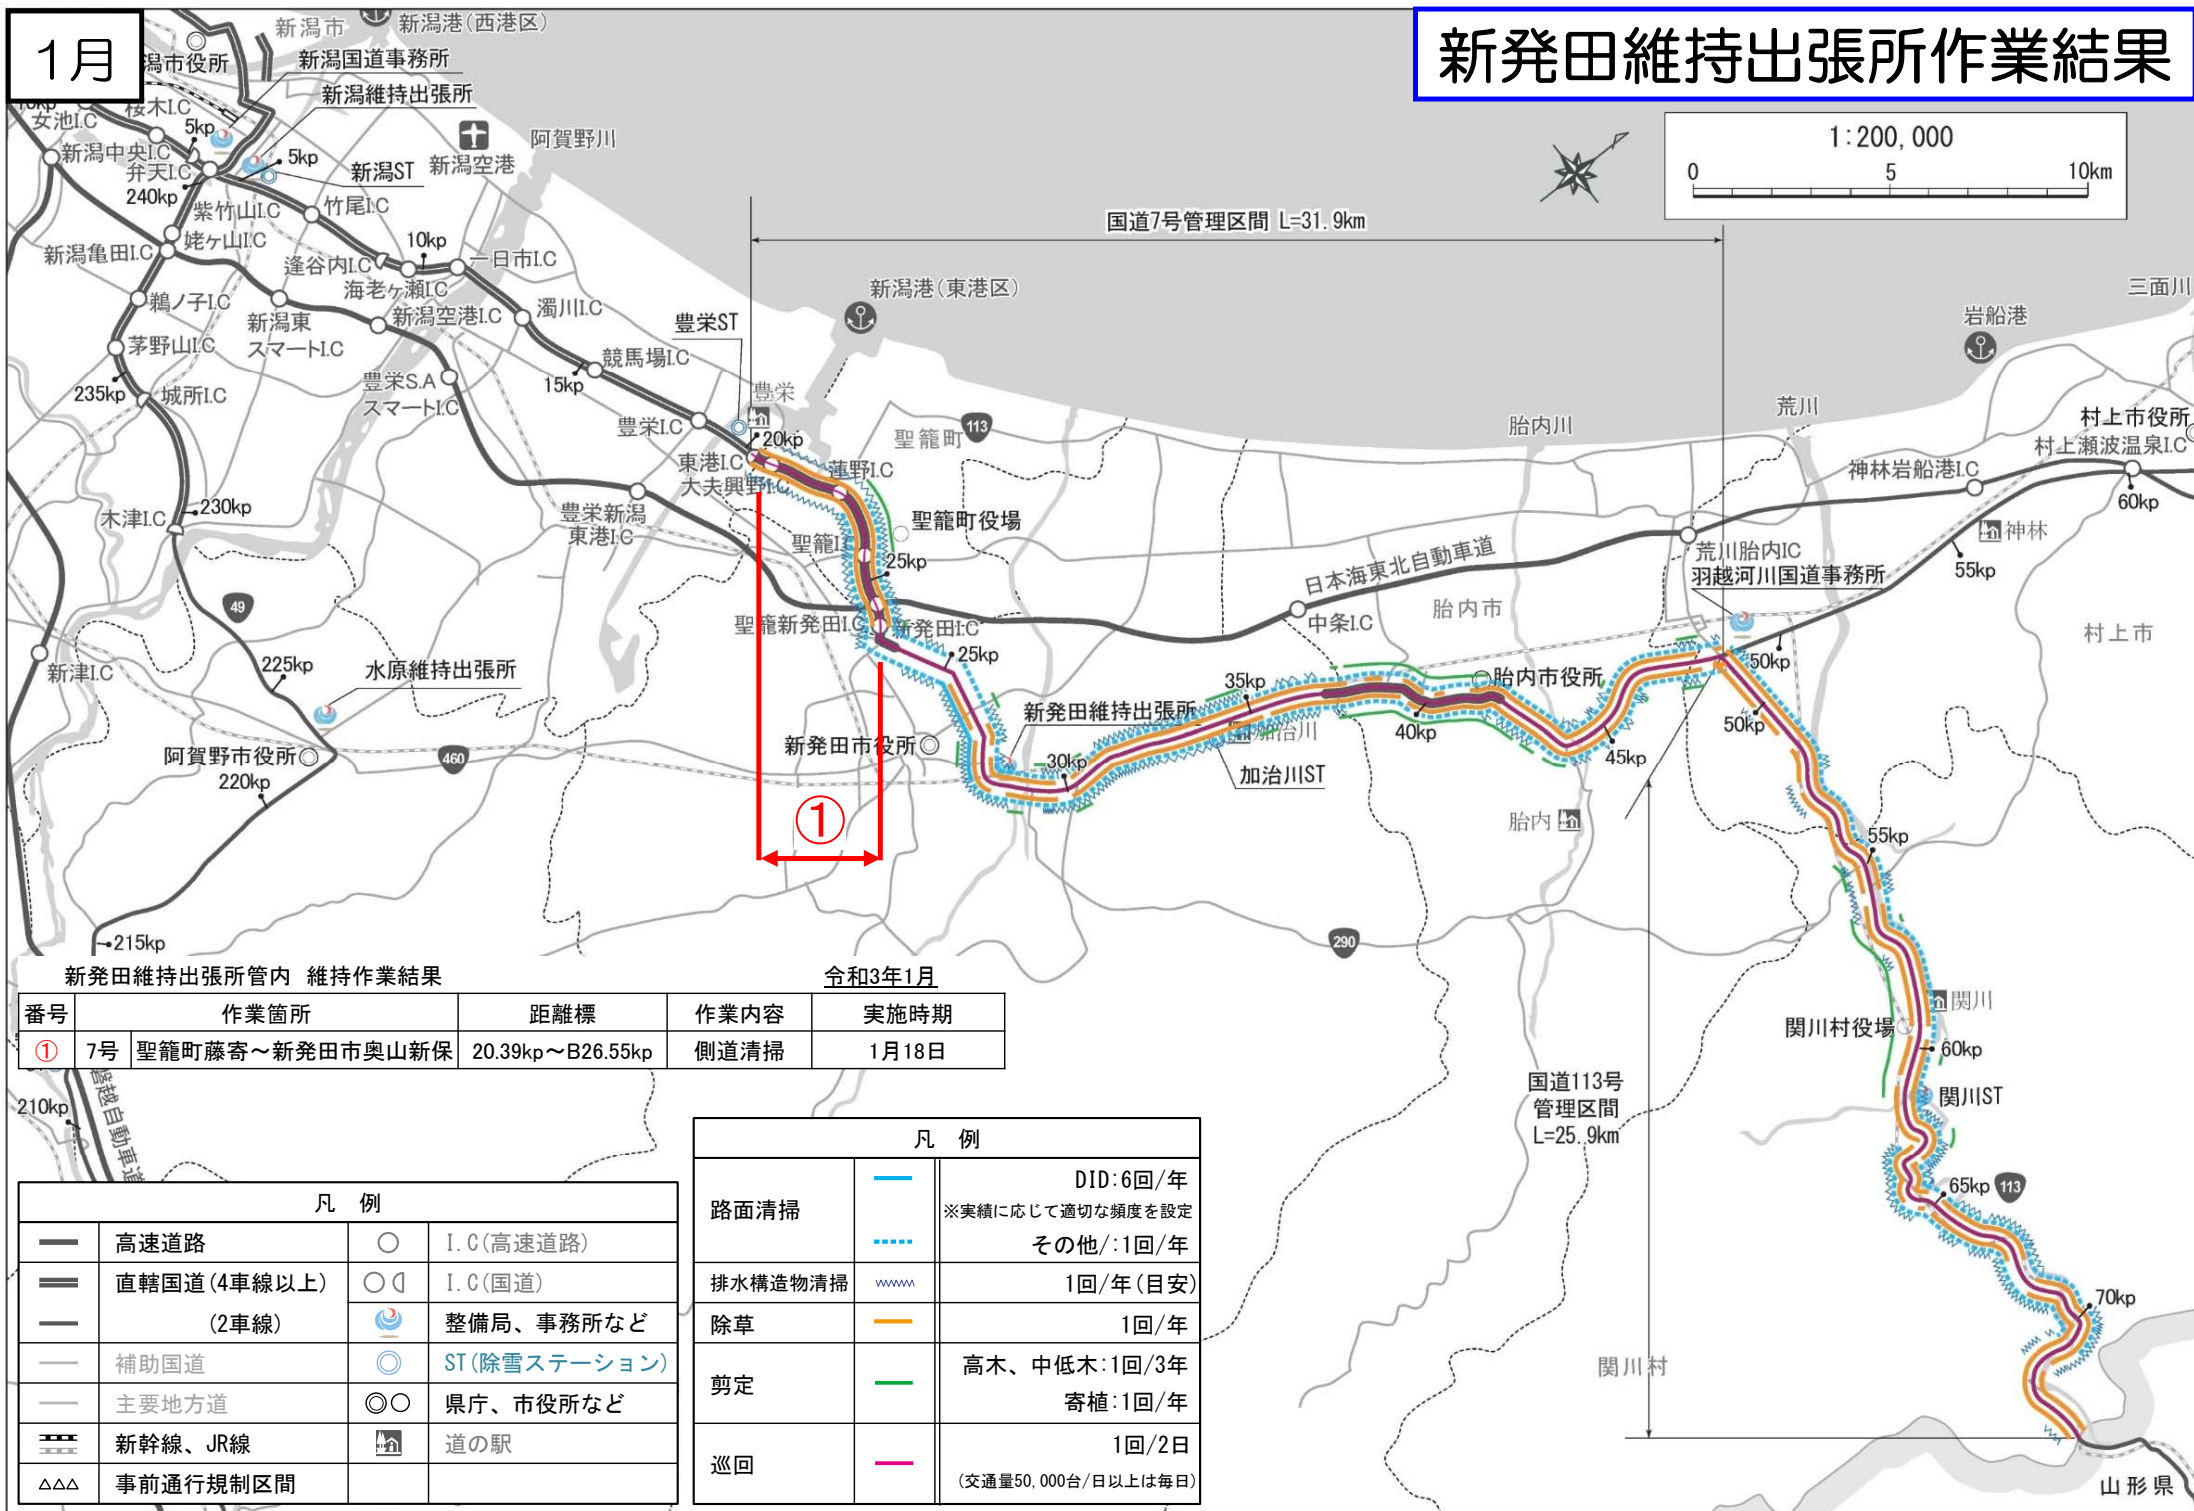 1月
新発田維持出張所作業結果
新潟市
新潟港(西港区)
潟市役所
新潟国道事務所
新潟維持出張所
桜木I.C
女池I.C
5kp
新潟中央I.C
弁天I.C
5kp
新潟ST
新潟空港
阿賀野川
240kp
紫竹山I.C
竹尾I.C
姥ヶ山I.C
新潟亀田I.C
10kp
逢谷内I.C
一日市I.C
海老ヶ瀬I.C
鵜ノ子I.C
新潟東
スマートI.C
新潟空港I.C
濁川I.C
茅野山I.C
競馬場I.C
15kp
235kp
城所I.C
豊栄S.A
スマートI.C
豊栄ST
豊栄
豊栄I.C
20kp
東港I.C
大夫興野I.C
蓮野I.C
国道7号管理区間 L=31.9km
1:200,000
0 5 10km
新潟港(東港区)
聖籠町
113
三面川
岩船港
荒川
胎内川
村上市役所
村上瀬波温泉I.C
神林岩船港I.C
60kp
神林
55kp
木津I.C
230kp
豊栄新潟
東港I.C
聖籠町役場
聖籠I.
25kp
日本海東北自動車道
荒川胎内IC
羽越河川国道事務所
49
聖籠新発田I.C
新発田I.C
中条I.C
胎内市
村上市
新津I.C
225kp
水原維持出張所
25kp
50kp
35kp
胎内市役所
新発田維持出張所
新発田市役所
加治川
40kp
45kp
50kp
阿賀野市役所
220kp
460
30kp
加治川ST
①
胎内
55kp
215kp
290
新発田維持出張所管内 維持作業結果
令和3年1月
番号 作業箇所 距離標 作業内容 実施時期
① 7号 聖籠町藤寄～新発田市奥山新保 20.39kp～B26.55kp 側道清掃 1月18日
関川
関川村役場
60kp
210kp
磐越自動車道
国道113号
管理区間
L=25.9km
関川ST
65kp
113
70kp
関川村
山形県
凡 例
高速道路 I.C(高速道路)
直轄国道(4車線以上) I.C(国道)
(2車線) 整備局、事務所など
補助国道 ST(除雪ステーション)
主要地方道 県庁、市役所など
新幹線、JR線 道の駅
事前通行規制区間
凡 例
路面清掃 DID:6回/年
※実績に応じて適切な頻度を設定
その他/:1回/年
排水構造物清掃 1回/年(目安)
除草 1回/年
剪定 高木、中低木:1回/3年
寄植:1回/年
巡回 1回/2日
(交通量50,000台/日以上は毎日)